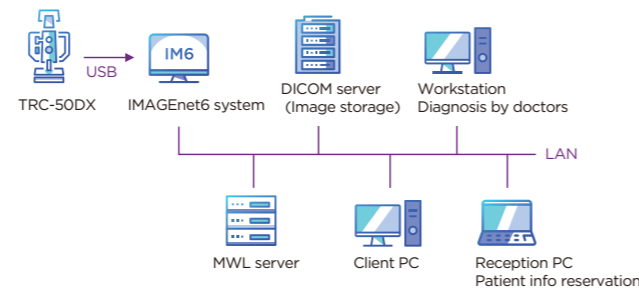 IM6
USB
TRC-50DX
IMAGEnet6 system
DICOM server
(Image storage)
Workstation
Diagnosis by doctors
LAN
MWL server
Client PC
Reception PC
Patient info reservation